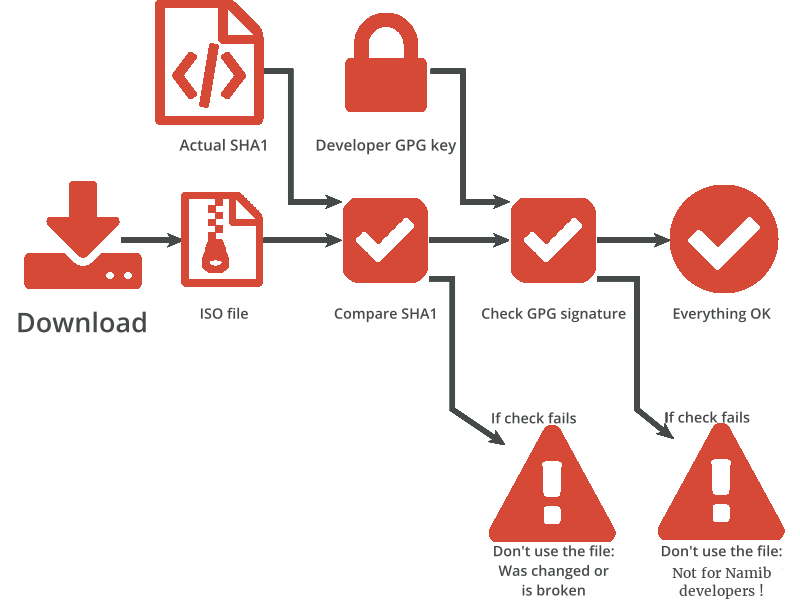 Actual SHA1
Developer GPG key
Download
ISO file
Compare SHA1
Check GPG signature
Everything OK
If check fails
If check fails
Don't use the file:
Was changed or
is broken
Don't use the file:
Not for Namib
developers !